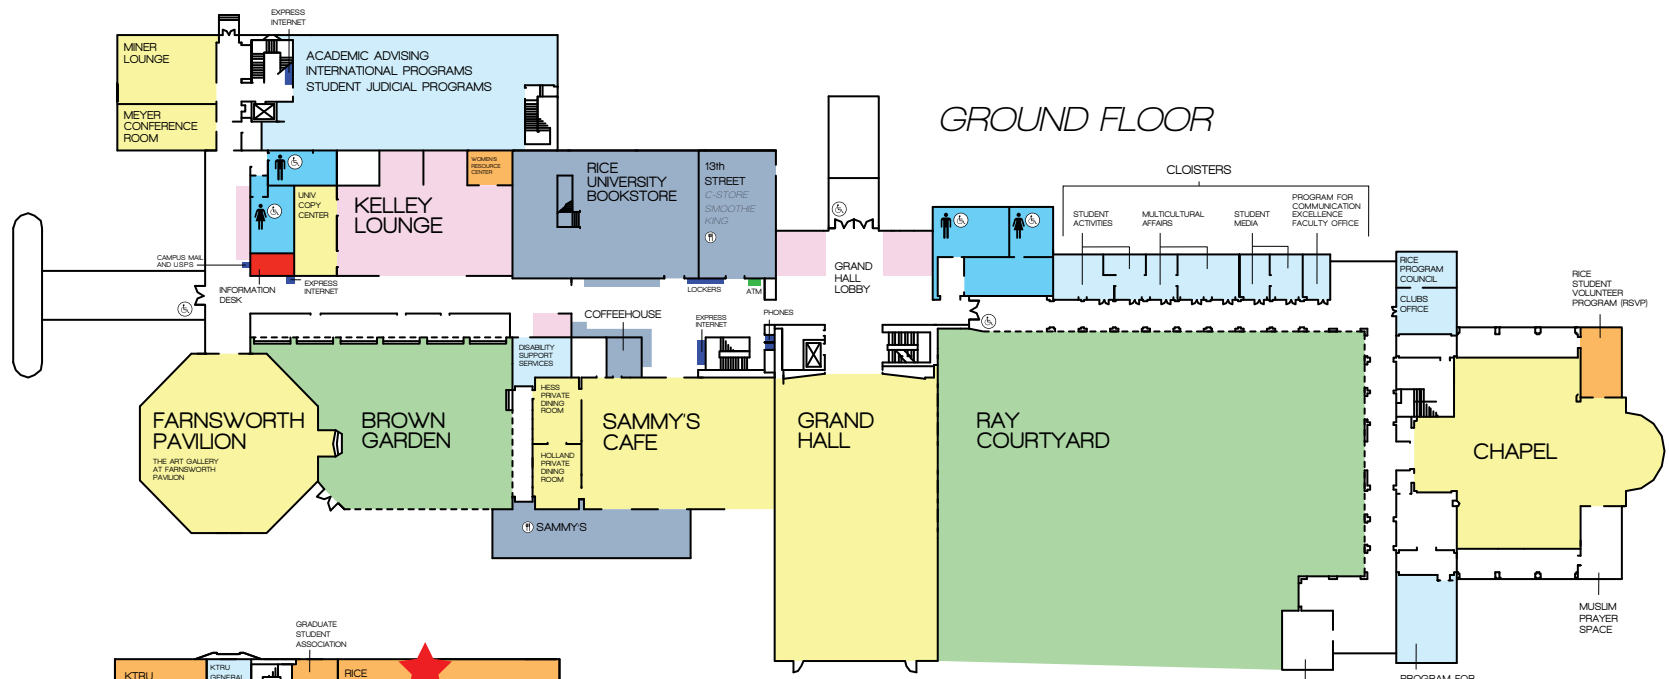 EXPRESS
INTERNET
MINER
LOUNGE
ACADEMIC ADVISING
INTERNATIONAL PROGRAMS
STUDENT JUDICIAL PROGRAMS
MEYER
CONFERENCE
ROOM
GROUND FLOOR
CLOISTERS
WOMEN'S
RESOURCE
CENTER
RICE
UNIVERSITY
BOOKSTORE
13th
STREET
C-STORE
SMOOTHIE
KING
UNIV
COPY
CENTER
KELLEY
LOUNGE
STUDENT
ACTIVITIES
MULTICULTURAL
AFFAIRS
STUDENT
MEDIA
PROGRAM FOR
COMMUNICATION
EXCELLENCE
FACULTY OFFICE
CAMPUS MAIL
AND USPS
INFORMATION
DESK
EXPRESS
INTERNET
LOCKERS
ATM
GRAND
HALL
LOBBY
RICE
PROGRAM
COUNCIL
CLUBS
OFFICE
RICE
STUDENT
VOLUNTEER
PROGRAM (RSVP)
COFFEEHOUSE
EXPRESS
INTERNET
PHONES
DISABILITY
SUPPORT
SERVICES
FARNSWORTH
PAVILION
THE ART GALLERY
AT FARNSWORTH
PAVILION
BROWN
GARDEN
HESS
PRIVATE
DINING
ROOM
HOLLAND
PRIVATE
DINING
ROOM
SAMMY'S
CAFE
GRAND
HALL
RAY
COURTYARD
CHAPEL
SAMMY'S
MUSLIM
PRAYER
SPACE
GRADUATE
STUDENT
ASSOCIATION
KTRU
KTRU
GENERAL
RICE
PROGRAM FOR